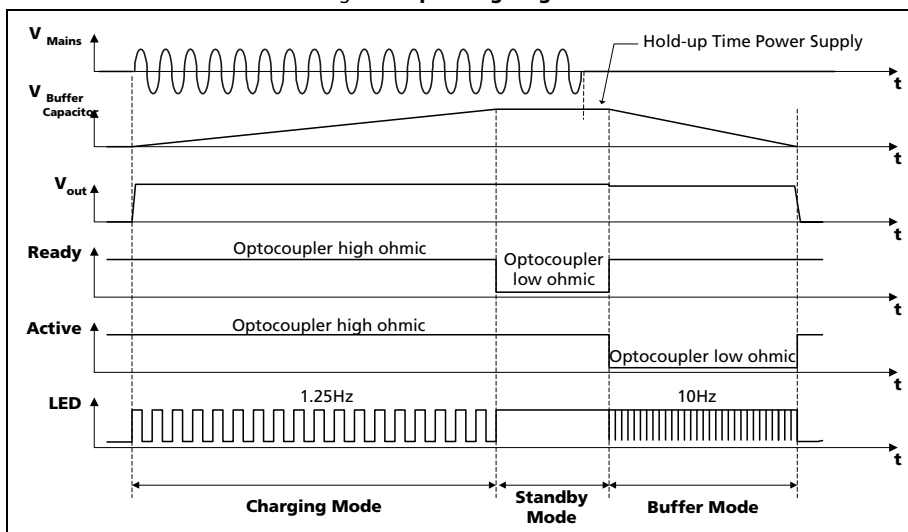 V Mains
Hold-up Time Power Supply
t
V Buffer
Capacitor
t
Vout
t
Ready
Optocoupler high ohmic
Optocoupler
low ohmic
t
Active
Optocoupler high ohmic
Optocoupler low ohmic
t
LED
1.25Hz
10Hz
t
Charging Mode
Standby
Mode
Buffer Mode